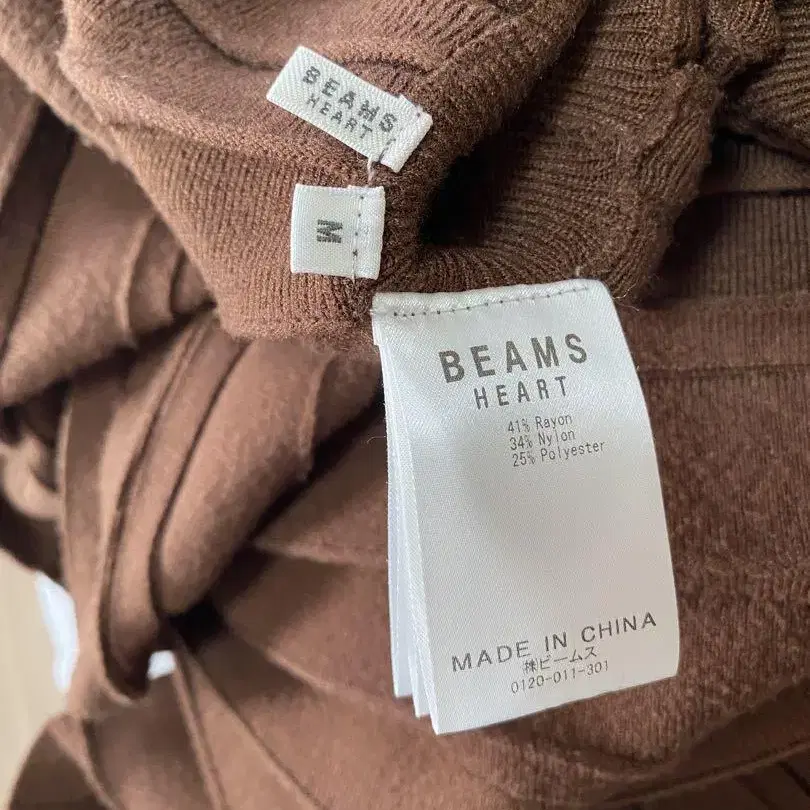 BEAMS
HEART
M
BEAMS
HEART
41% Rayon
34% Nylon
25% Polyester
MADE IN CHINA
㈱ビームス
0120-011-301